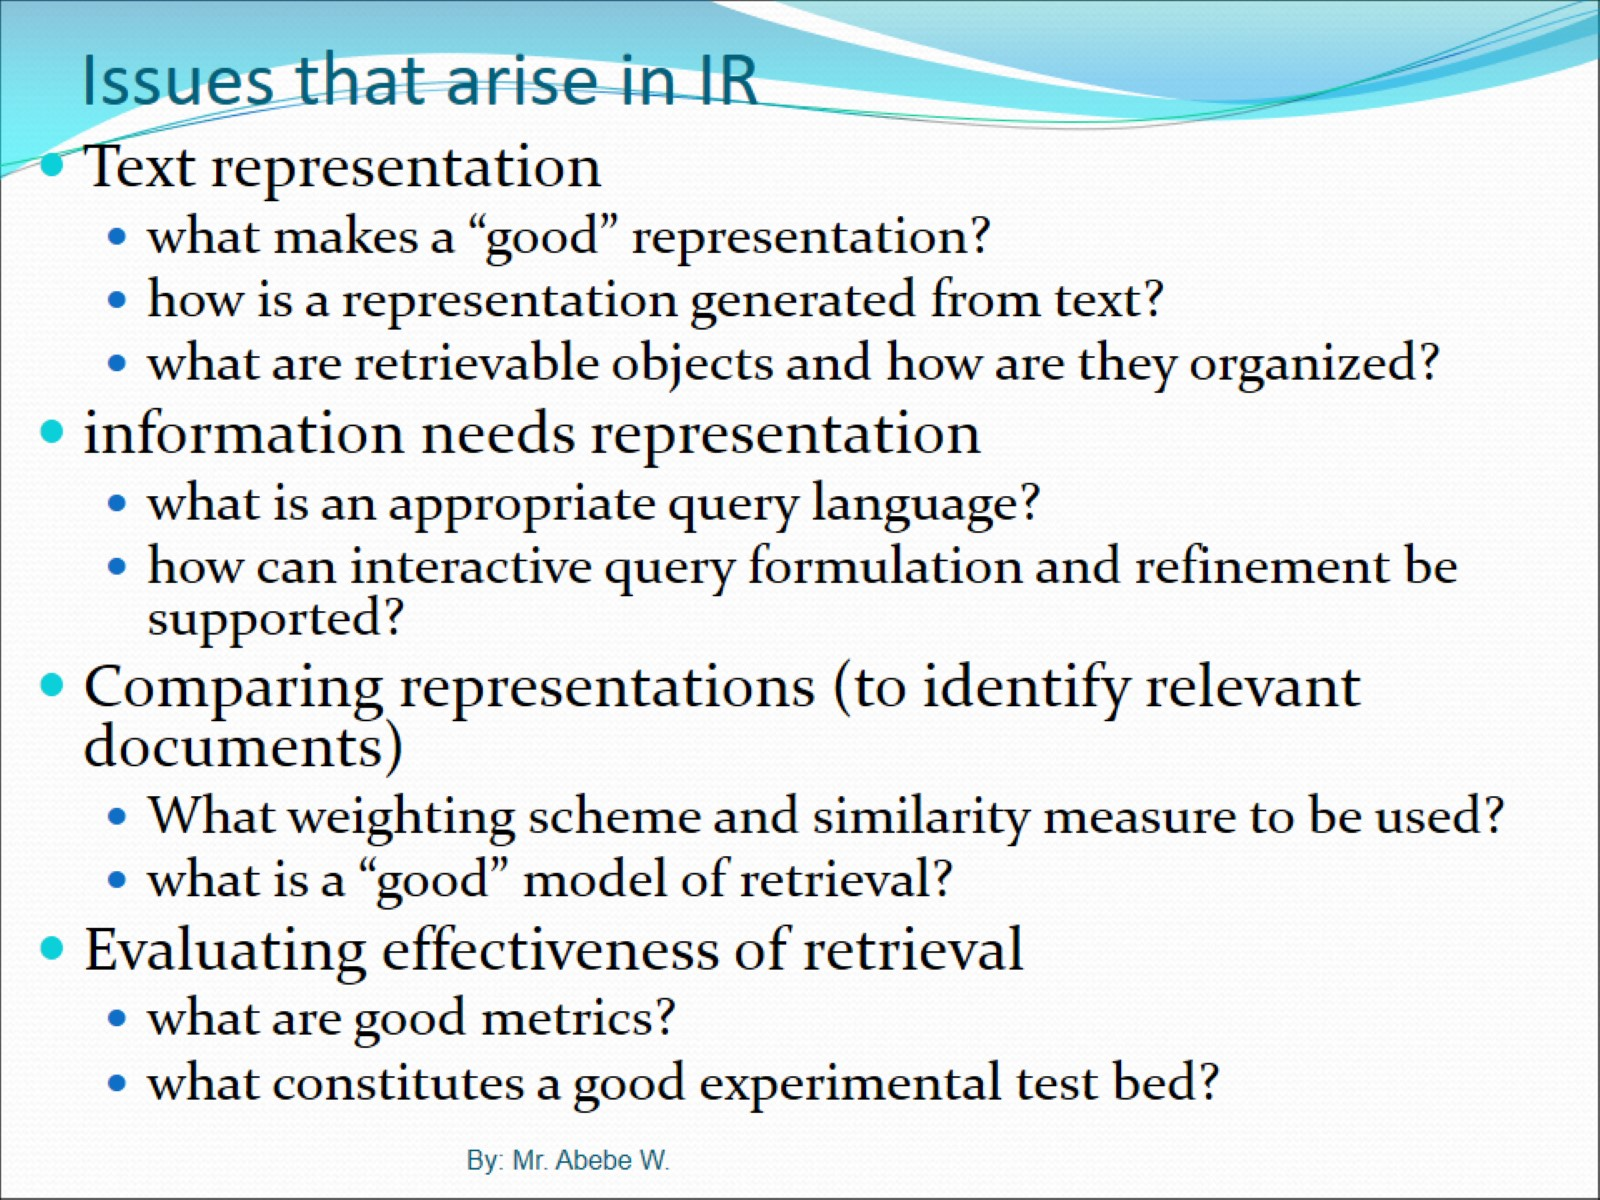 Issues that arise in IR
• Text representation
• what makes a “good” representation?
• how is a representation generated from text?
• what are retrievable objects and how are they organized?
• information needs representation
• what is an appropriate query language?
• how can interactive query formulation and refinement be
supported?
• Comparing representations (to identify relevant
documents)
• What weighting scheme and similarity measure to be used?
• what is a “good” model of retrieval?
• Evaluating effectiveness of retrieval
• what are good metrics?
• what constitutes a good experimental test bed?
By: Mr. Abebe W.